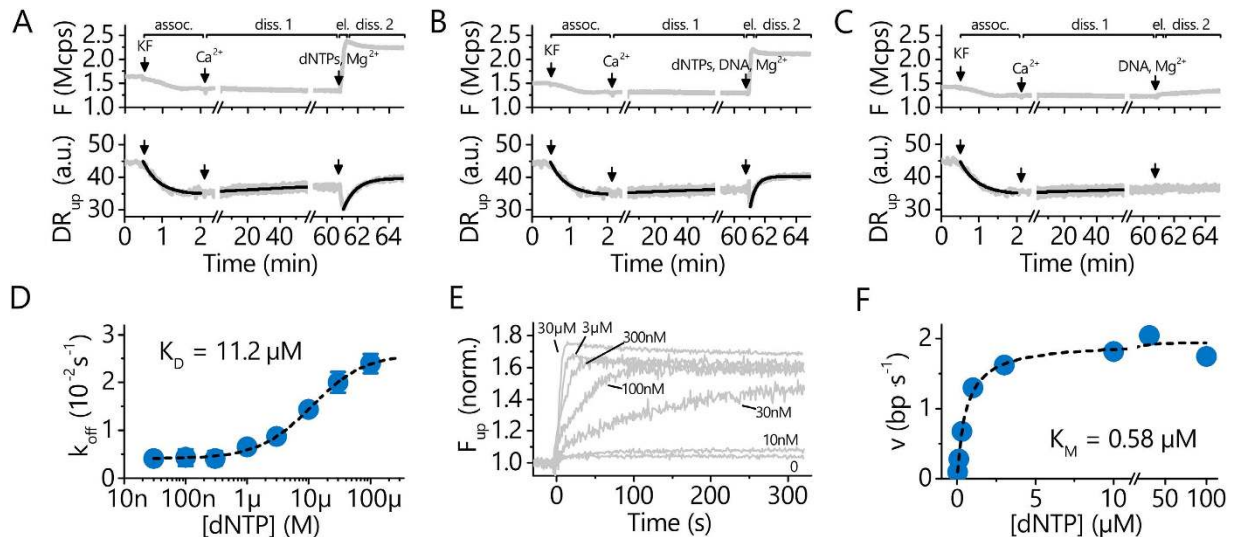 A
assoc.
diss. 1
el. diss. 2
F (Mcps)
2.5
2.0
1.5
1.0
KF
Ca²⁺
dNTPs, Mg²⁺
DRup (a.u.)
50
40
30
0 1 2 20 40 60 62 64
Time (min)
B
assoc.
diss. 1
el. diss. 2
F (Mcps)
2.5
2.0
1.5
1.0
KF
Ca²⁺
dNTPs, DNA, Mg²⁺
DRup (a.u.)
50
40
30
0 1 2 20 40 60 62 64
Time (min)
C
assoc.
diss. 1
el. diss. 2
F (Mcps)
2.5
2.0
1.5
1.0
KF
Ca²⁺
DNA, Mg²⁺
DRup (a.u.)
50
40
30
0 1 2 20 40 60 62 64
Time (min)
D
koff (10⁻² s⁻¹)
3
2
1
0
KD = 11.2 µM
10n 100n 1µ 10µ 100µ
[dNTP] (M)
E
Fup (norm.)
1.8
1.6
1.4
1.2
1.0
30µM
3µM
300nM
100nM
30nM
10nM
0
0 100 200 300
Time (s)
F
v (bp·s⁻¹)
2
1
0
KM = 0.58 µM
0 5 10 50 100
[dNTP] (µM)